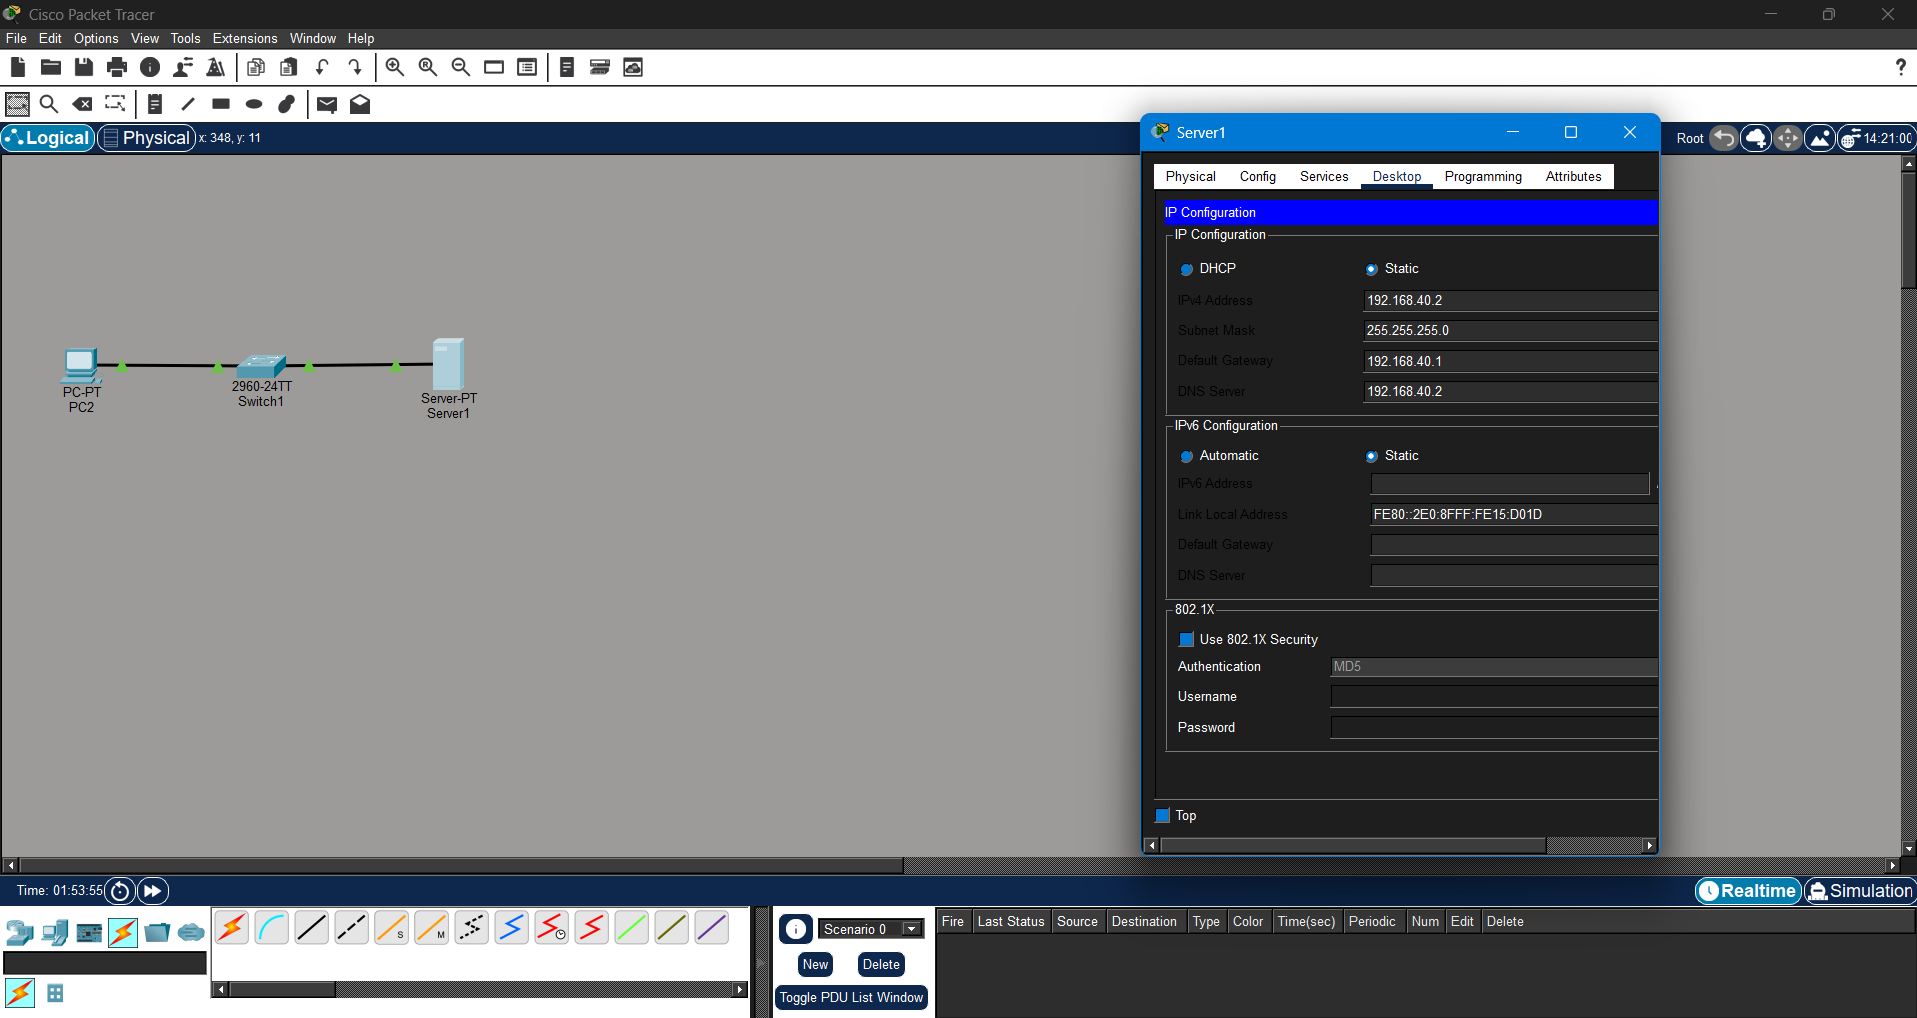 Cisco Packet Tracer
File Edit Options View Tools Extensions Window Help
?
Logical Physical x: 348, y: 11
Root 14:21:00
Server1
Physical Config Services Desktop Programming Attributes
IP Configuration
IP Configuration
DHCP Static
IPv4 Address 192.168.40.2
Subnet Mask 255.255.255.0
Default Gateway 192.168.40.1
DNS Server 192.168.40.2
IPv6 Configuration
Automatic Static
IPv6 Address
Link Local Address FE80::2E0:8FFF:FE15:D01D
Default Gateway
DNS Server
802.1X
Use 802.1X Security
Authentication MD5
Username
Password
Top
PC-PT
PC2
2960-24TT
Switch1
Server-PT
Server1
Time: 01:53:55
Realtime Simulation
S M
Scenario 0
New Delete
Toggle PDU List Window
Fire Last Status Source Destination Type Color Time(sec) Periodic Num Edit Delete